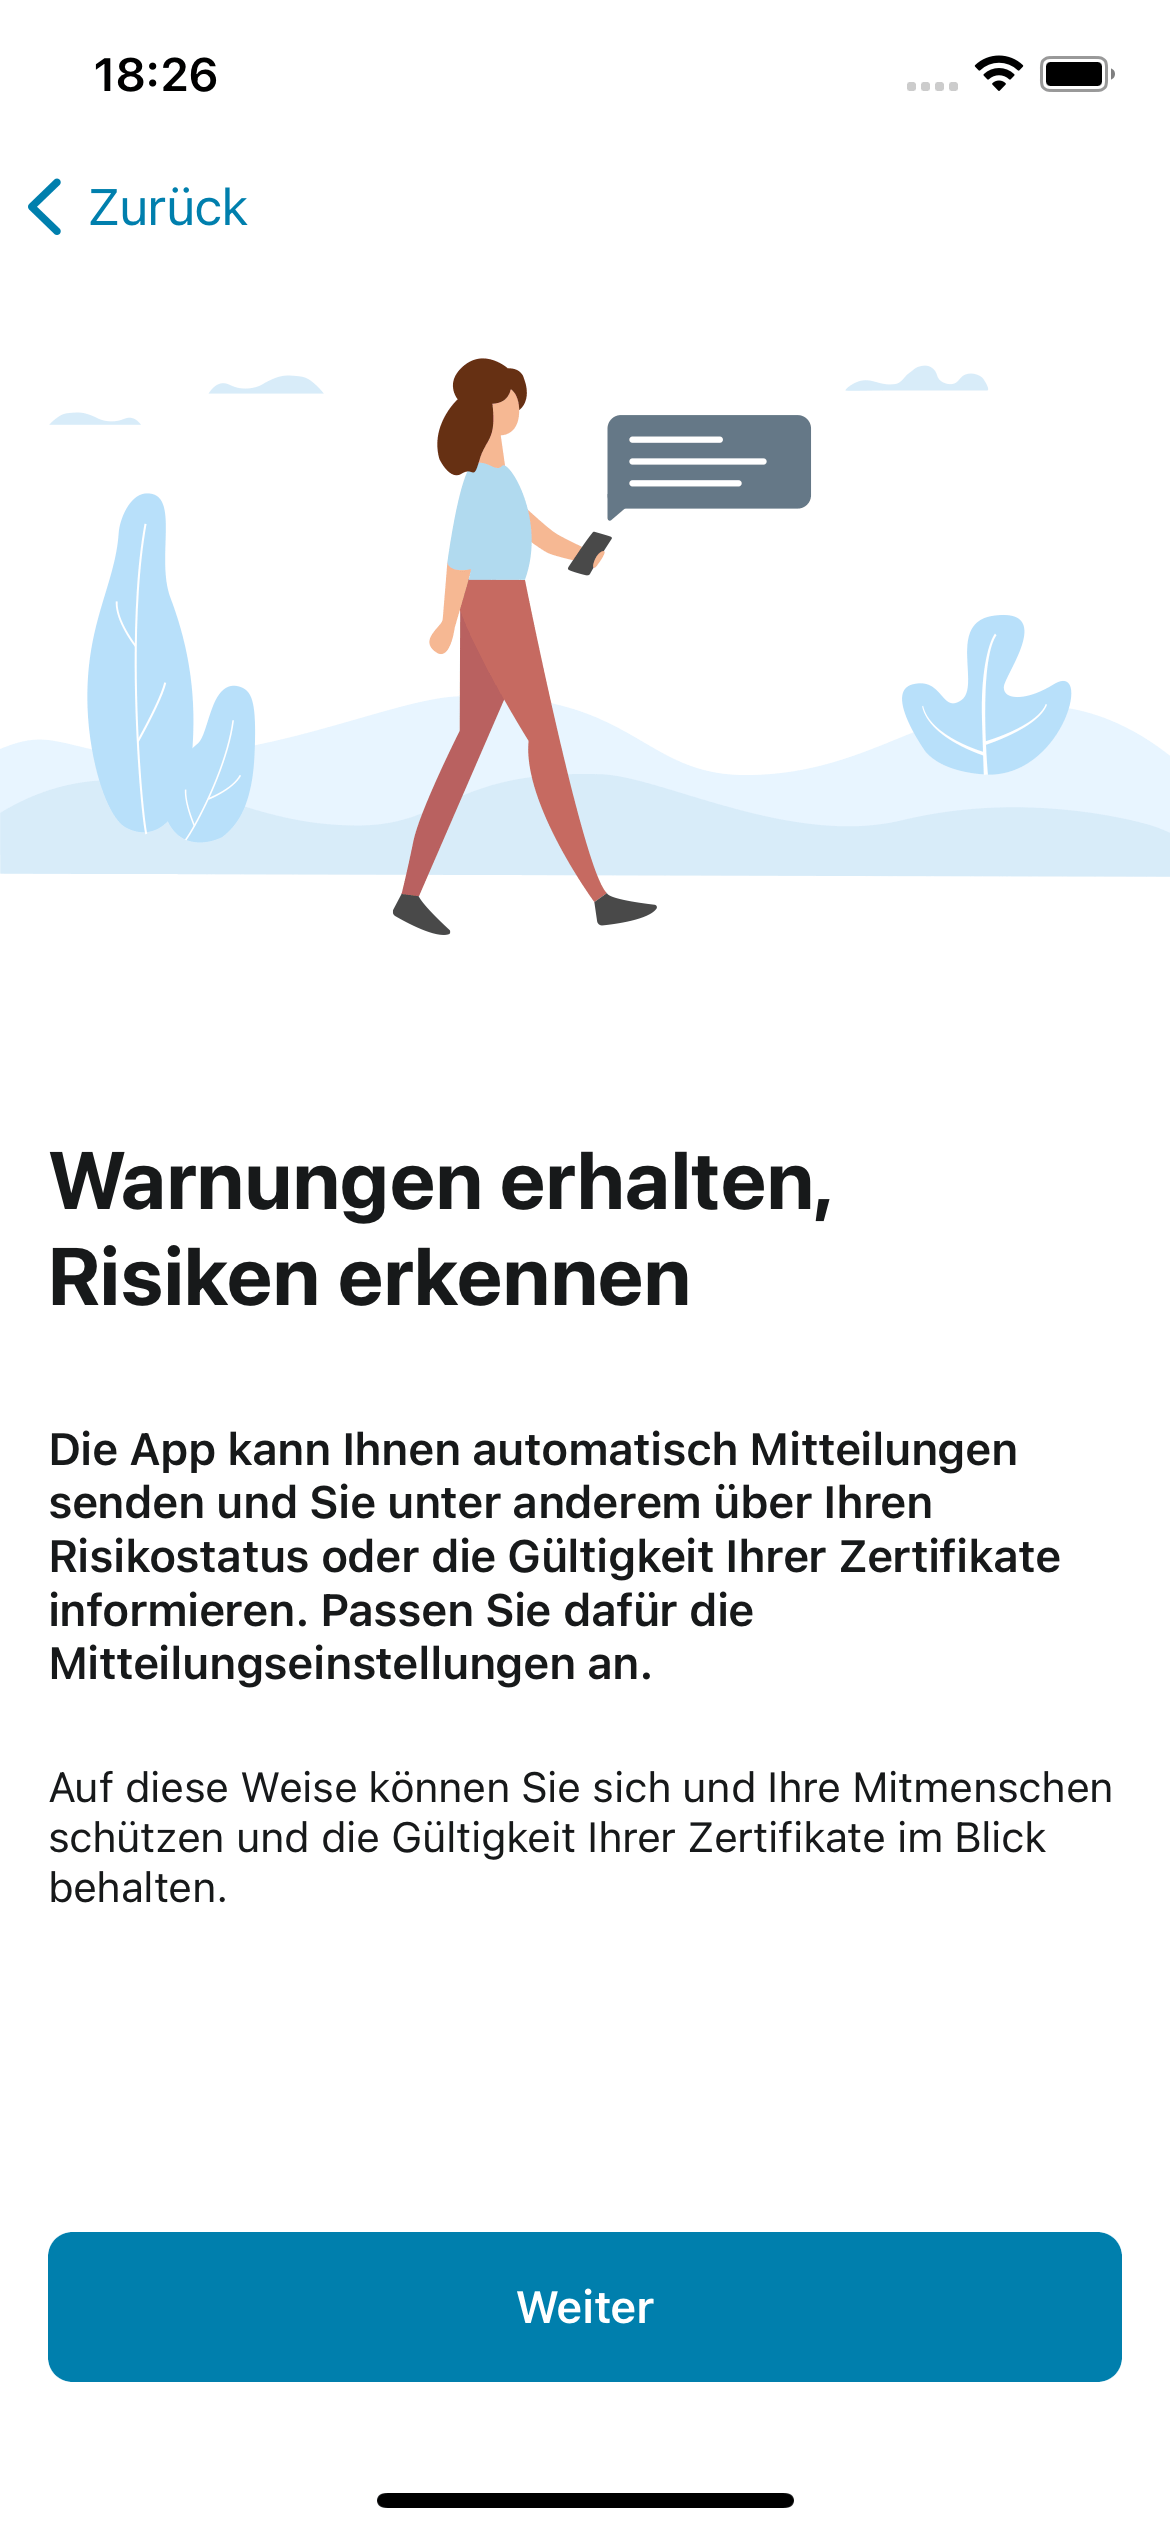 18:26
Zurück
Warnungen erhalten,
Risiken erkennen
Die App kann Ihnen automatisch Mitteilungen
senden und Sie unter anderem über Ihren
Risikostatus oder die Gültigkeit Ihrer Zertifikate
informieren. Passen Sie dafür die
Mitteilungseinstellungen an.
Auf diese Weise können Sie sich und Ihre Mitmenschen
schützen und die Gültigkeit Ihrer Zertifikate im Blick
behalten.
Weiter